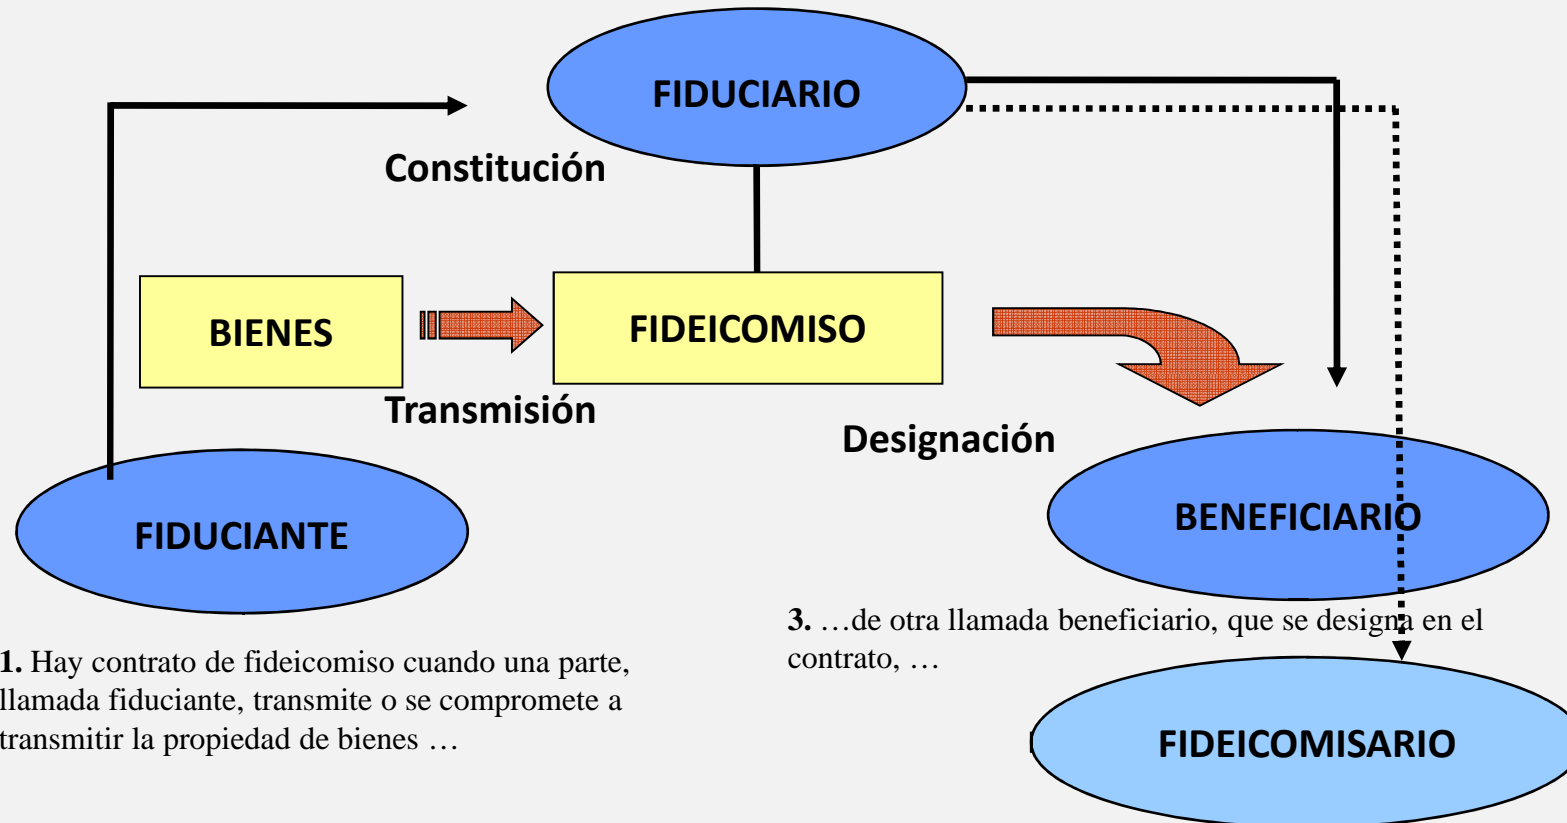 FIDUCIARIO
Constitución
BIENES
FIDEICOMISO
Transmisión
Designación
FIDUCIANTE
BENEFICIARIO
1. Hay contrato de fideicomiso cuando una parte,
llamada fiduciante, transmite o se compromete a
transmitir la propiedad de bienes …
3. …de otra llamada beneficiario, que se designa en el
contrato, …
FIDEICOMISARIO